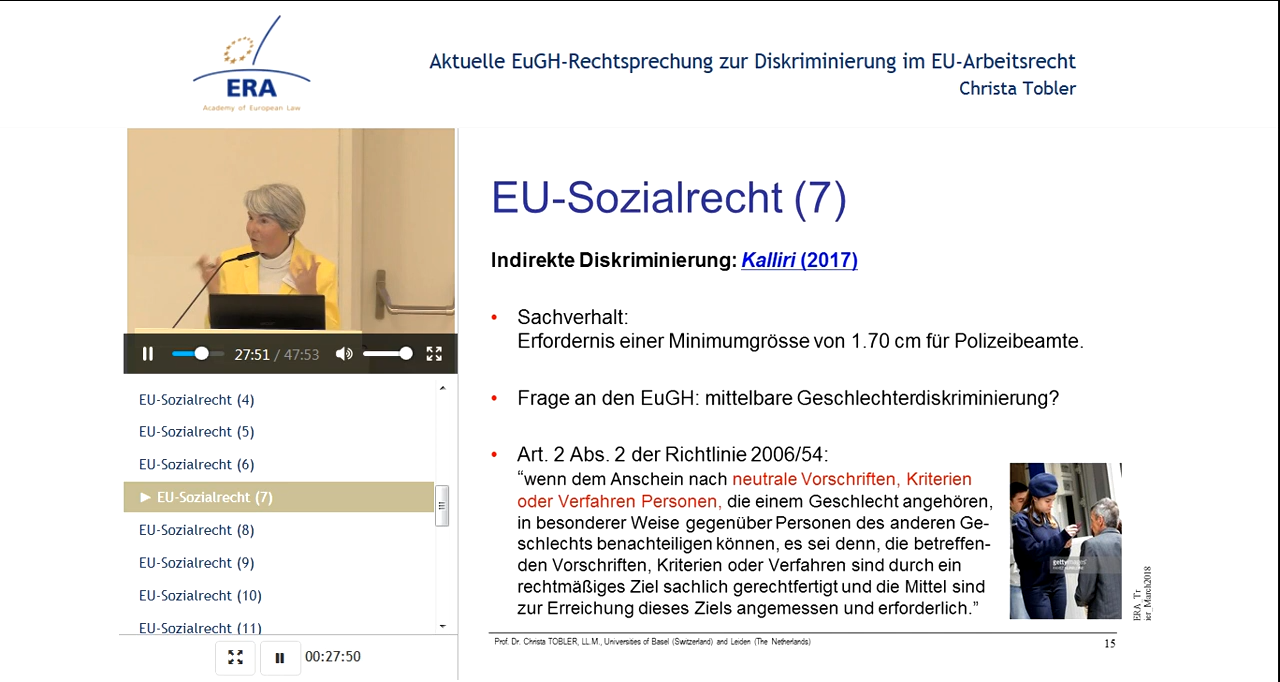 ERA
Academy of European Law
Aktuelle EuGH-Rechtsprechung zur Diskriminierung im EU-Arbeitsrecht
Christa Tobler
27:51 / 47:53
EU-Sozialrecht (4)
EU-Sozialrecht (5)
EU-Sozialrecht (6)
► EU-Sozialrecht (7)
EU-Sozialrecht (8)
EU-Sozialrecht (9)
EU-Sozialrecht (10)
EU-Sozialrecht (11)
00:27:50
EU-Sozialrecht (7)
Indirekte Diskriminierung: Kalliri (2017)
• Sachverhalt:
Erfordernis einer Minimumgrösse von 1.70 cm für Polizeibeamte.
• Frage an den EuGH: mittelbare Geschlechterdiskriminierung?
• Art. 2 Abs. 2 der Richtlinie 2006/54:
“wenn dem Anschein nach neutrale Vorschriften, Kriterien
oder Verfahren Personen, die einem Geschlecht angehören,
in besonderer Weise gegenüber Personen des anderen Ge-
schlechts benachteiligen können, es sei denn, die betreffen-
den Vorschriften, Kriterien oder Verfahren sind durch ein
rechtmäßiges Ziel sachlich gerechtfertigt und die Mittel sind
zur Erreichung dieses Ziels angemessen und erforderlich.”
gettyimages
ERA_Tr
ier_March2018
Prof. Dr. Christa TOBLER, LL.M., Universities of Basel (Switzerland) and Leiden (The Netherlands)
15